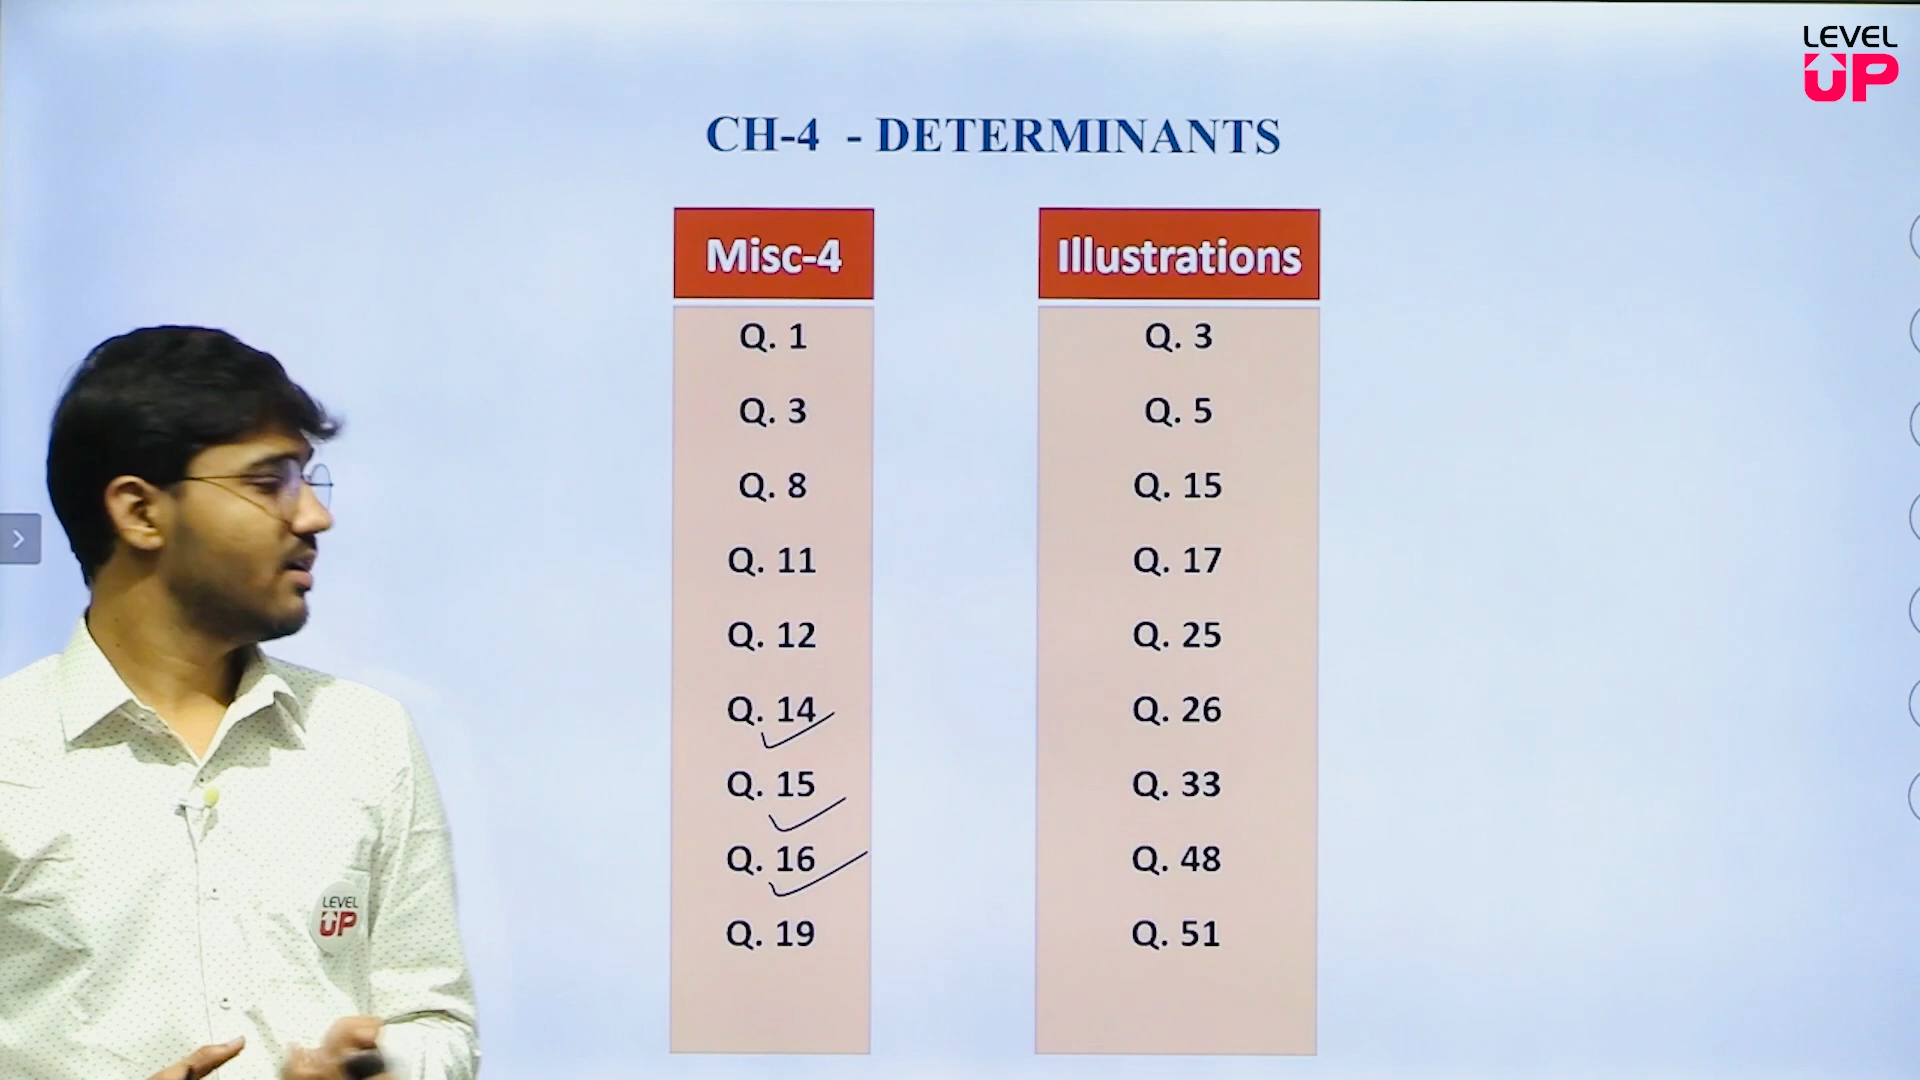 LEVEL
UP
CH-4 - DETERMINANTS
Misc-4
Q. 1
Q. 3
Q. 8
Q. 11
Q. 12
Q. 14
Q. 15
Q. 16
Q. 19
Illustrations
Q. 3
Q. 5
Q. 15
Q. 17
Q. 25
Q. 26
Q. 33
Q. 48
Q. 51
LEVEL
UP